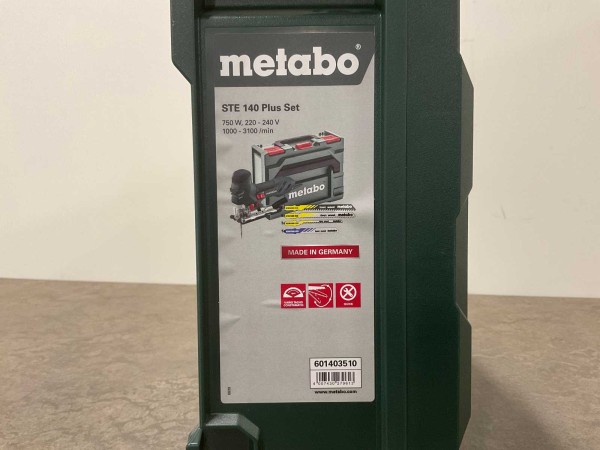 metabo®
STE 140 Plus Set
750 W, 220 - 240 V
1000 - 3100 /min
metabo
MADE IN GERMANY
601403510
www.metabo.com